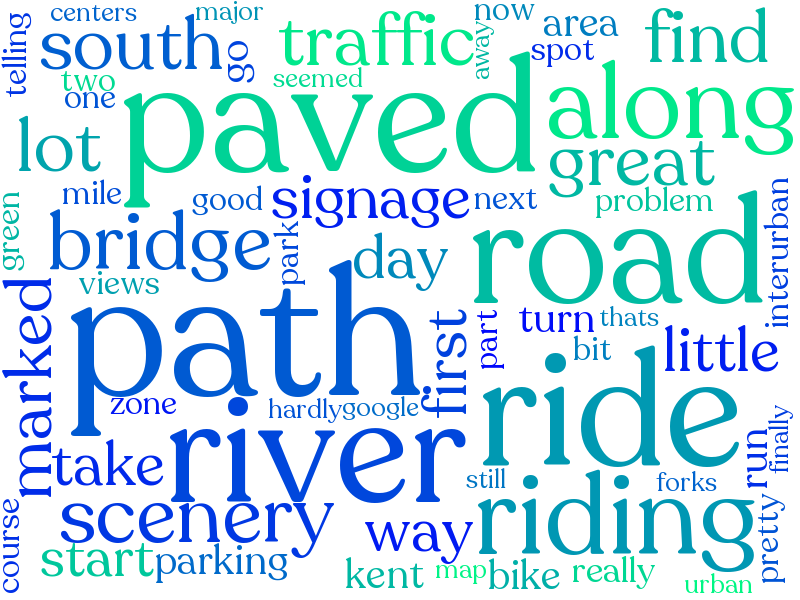 centers
major
now
telling
south
go
traffic
away
area
spot
find
two
one
seemed
paved
along
lot
great
mile
good
signage
next
problem
green
bridge
park
day
road
interurban
views
path
marked
first
part
turn
thats
bit
little
zone
hardly
google
ride
river
take
still
forks
run
finally
scenery
way
riding
pretty
course
start
parking
kent
map
bike
really
urban